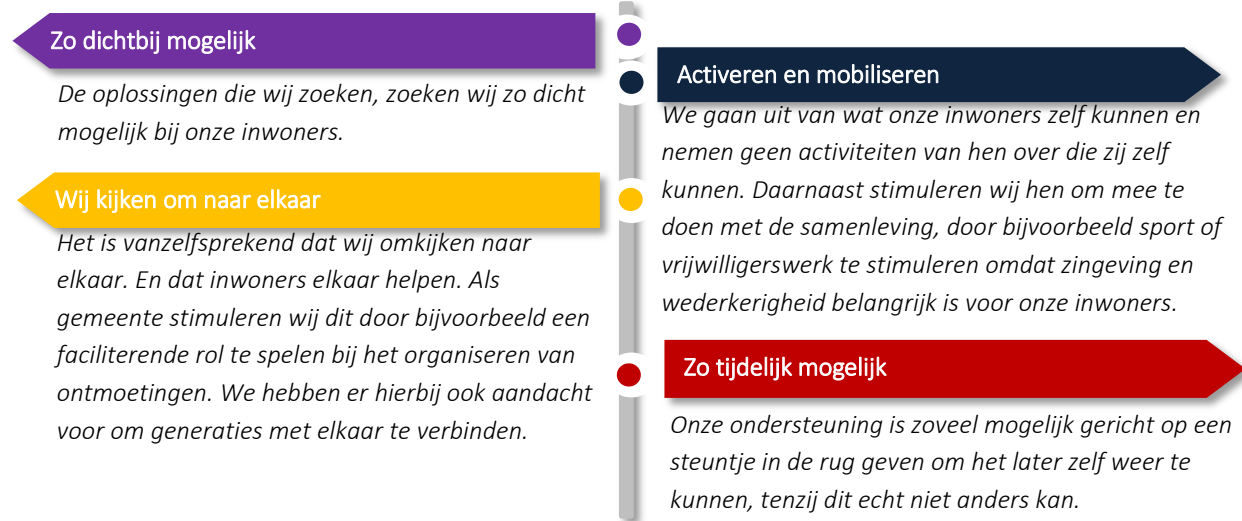 Zo dichtbij mogelijk
De oplossingen die wij zoeken, zoeken wij zo dicht
mogelijk bij onze inwoners.
Activeren en mobiliseren
We gaan uit van wat onze inwoners zelf kunnen en
nemen geen activiteiten van hen over die zij zelf
kunnen. Daarnaast stimuleren wij hen om mee te
doen met de samenleving, door bijvoorbeeld sport of
vrijwilligerswerk te stimuleren omdat zingeving en
wederkerigheid belangrijk is voor onze inwoners.
Wij kijken om naar elkaar
Het is vanzelfsprekend dat wij omkijken naar
elkaar. En dat inwoners elkaar helpen. Als
gemeente stimuleren wij dit door bijvoorbeeld een
faciliterende rol te spelen bij het organiseren van
ontmoetingen. We hebben er hierbij ook aandacht
voor om generaties met elkaar te verbinden.
Zo tijdelijk mogelijk
Onze ondersteuning is zoveel mogelijk gericht op een
steuntje in de rug geven om het later zelf weer te
kunnen, tenzij dit echt niet anders kan.